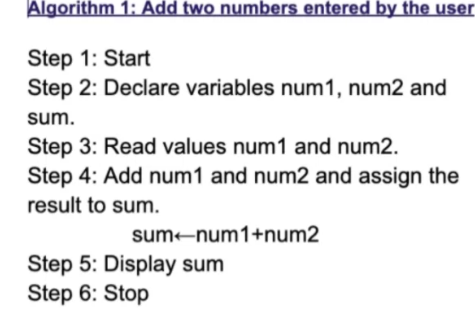 Algorithm 1: Add two numbers entered by the user
Step 1: Start
Step 2: Declare variables num1, num2 and
sum.
Step 3: Read values num1 and num2.
Step 4: Add num1 and num2 and assign the
result to sum.
sum←num1+num2
Step 5: Display sum
Step 6: Stop